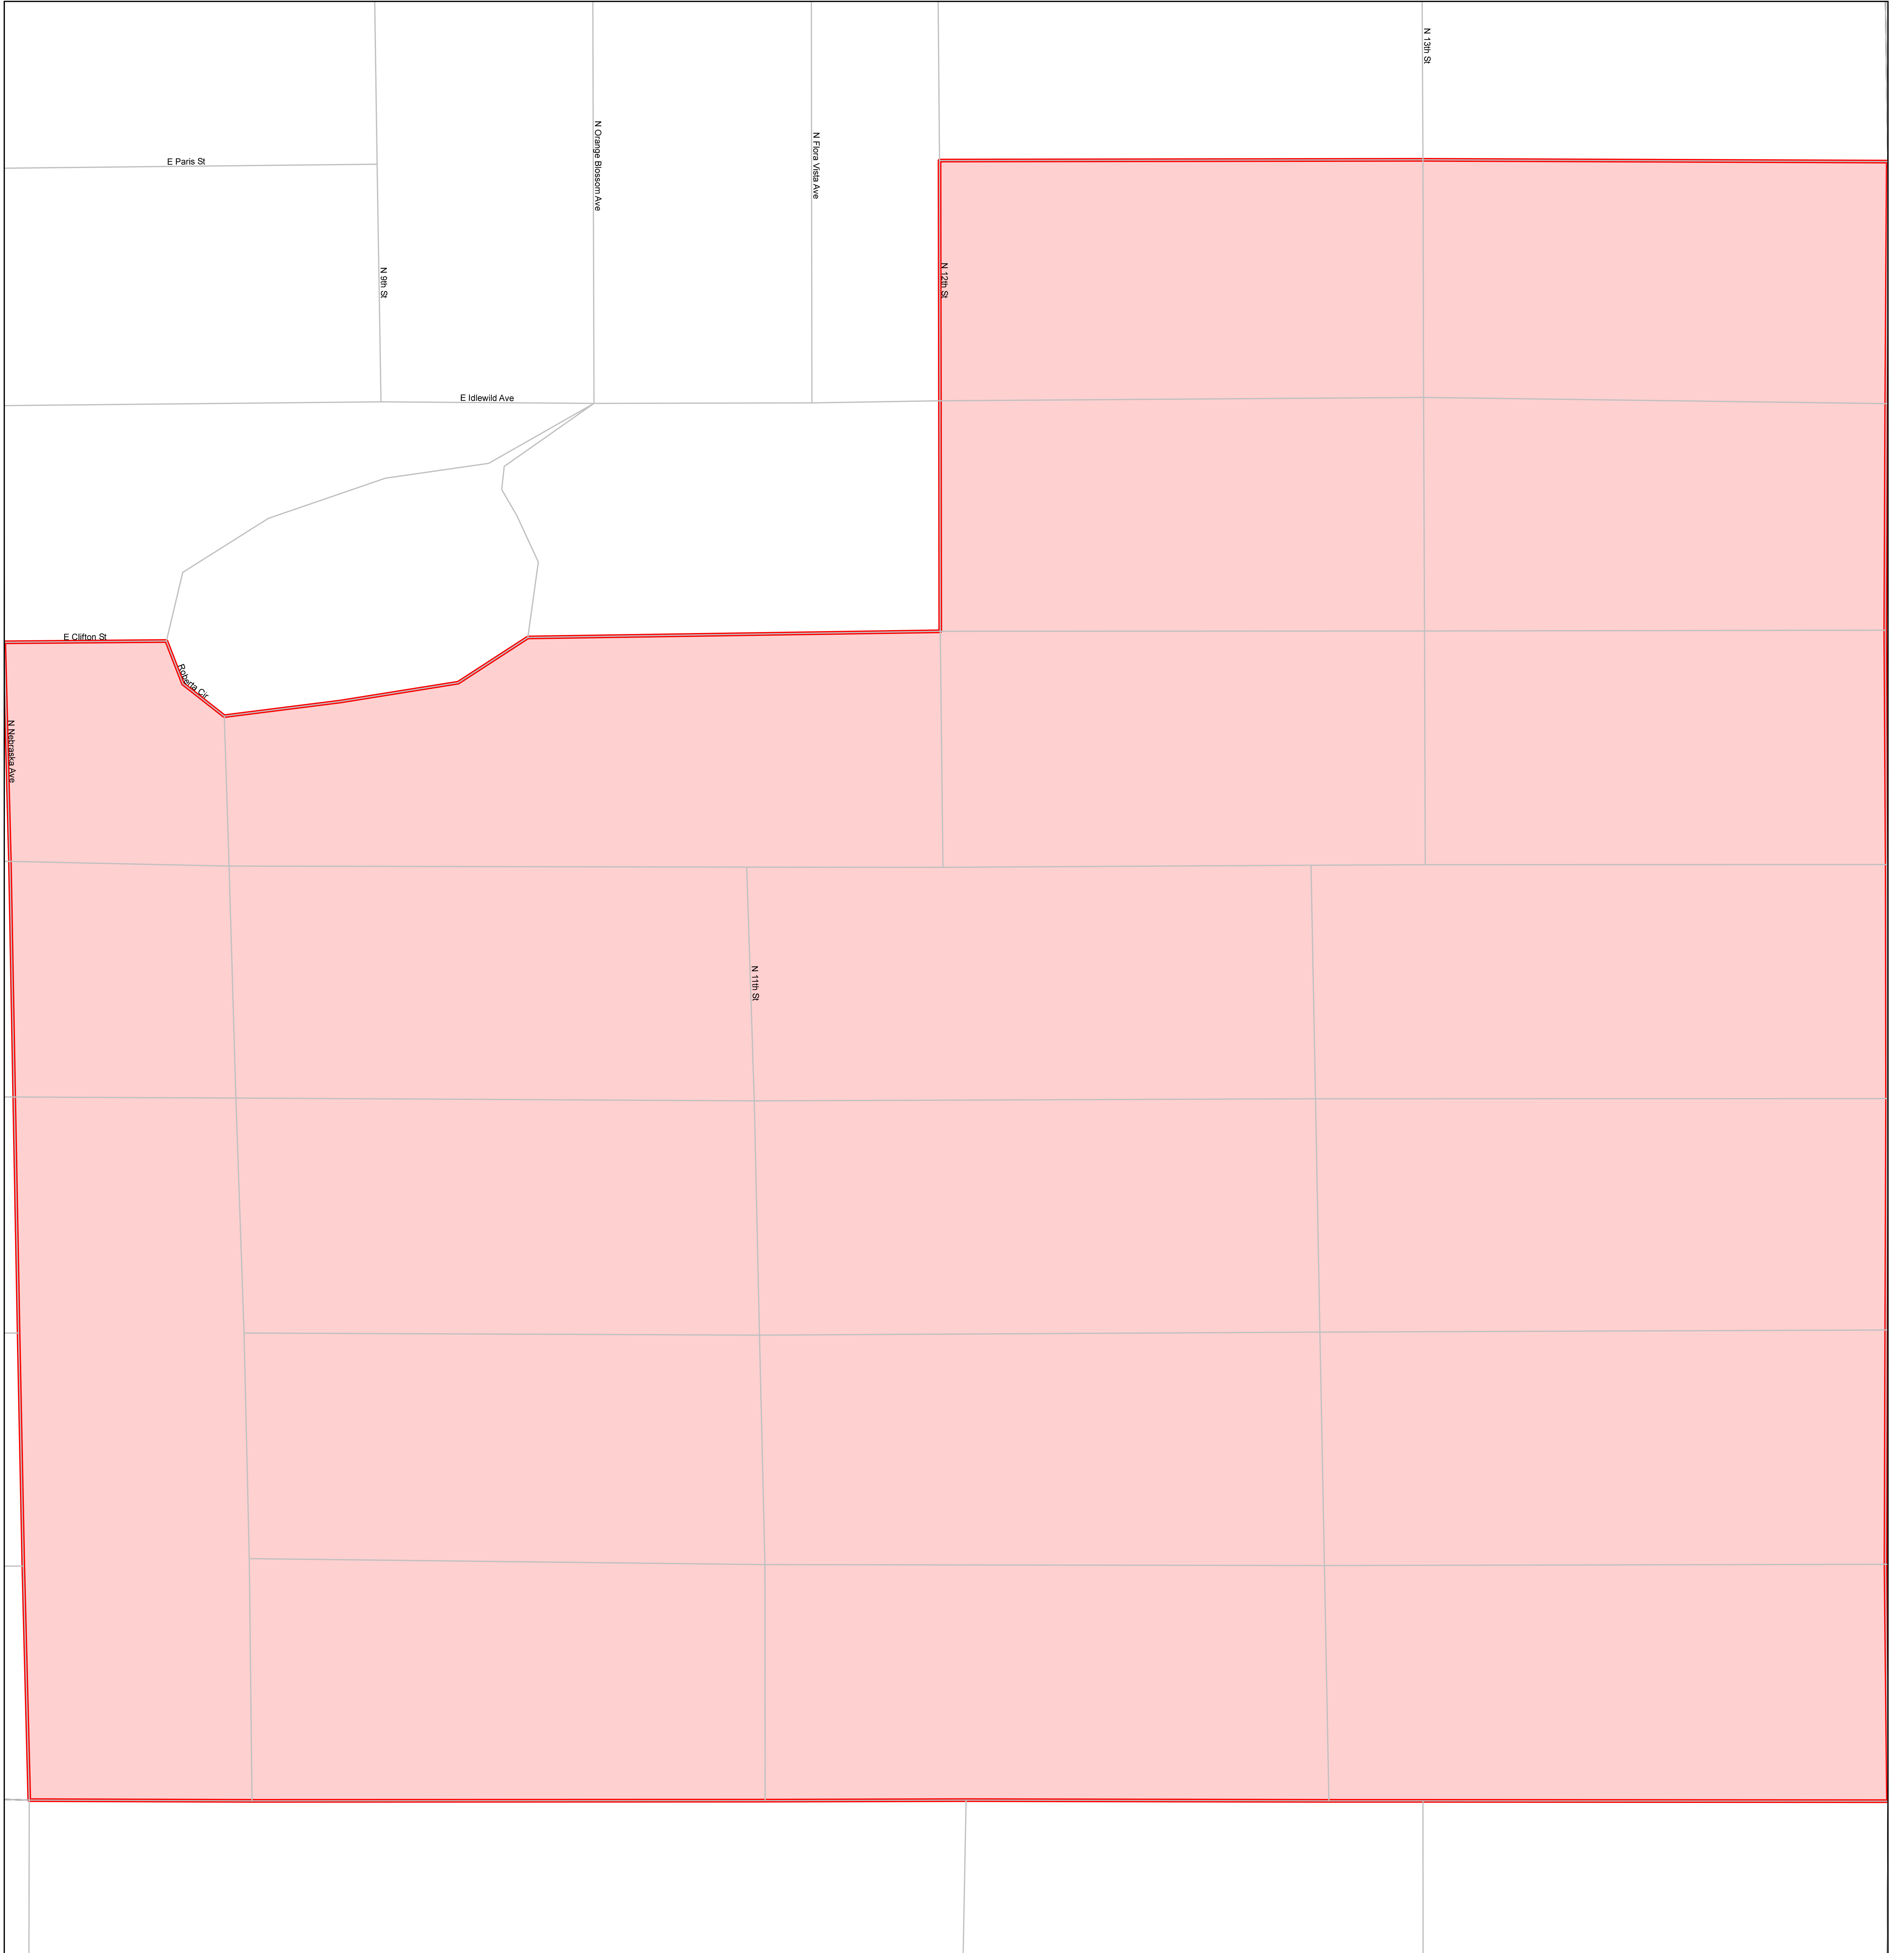 N 13th St
N Orange Blossom Ave
N Flora Vista Ave
E Paris St
N 9th St
N 12th St
E Idlewild Ave
E Clifton St
Roberta Cir
N Nebraska Ave
N 11th St